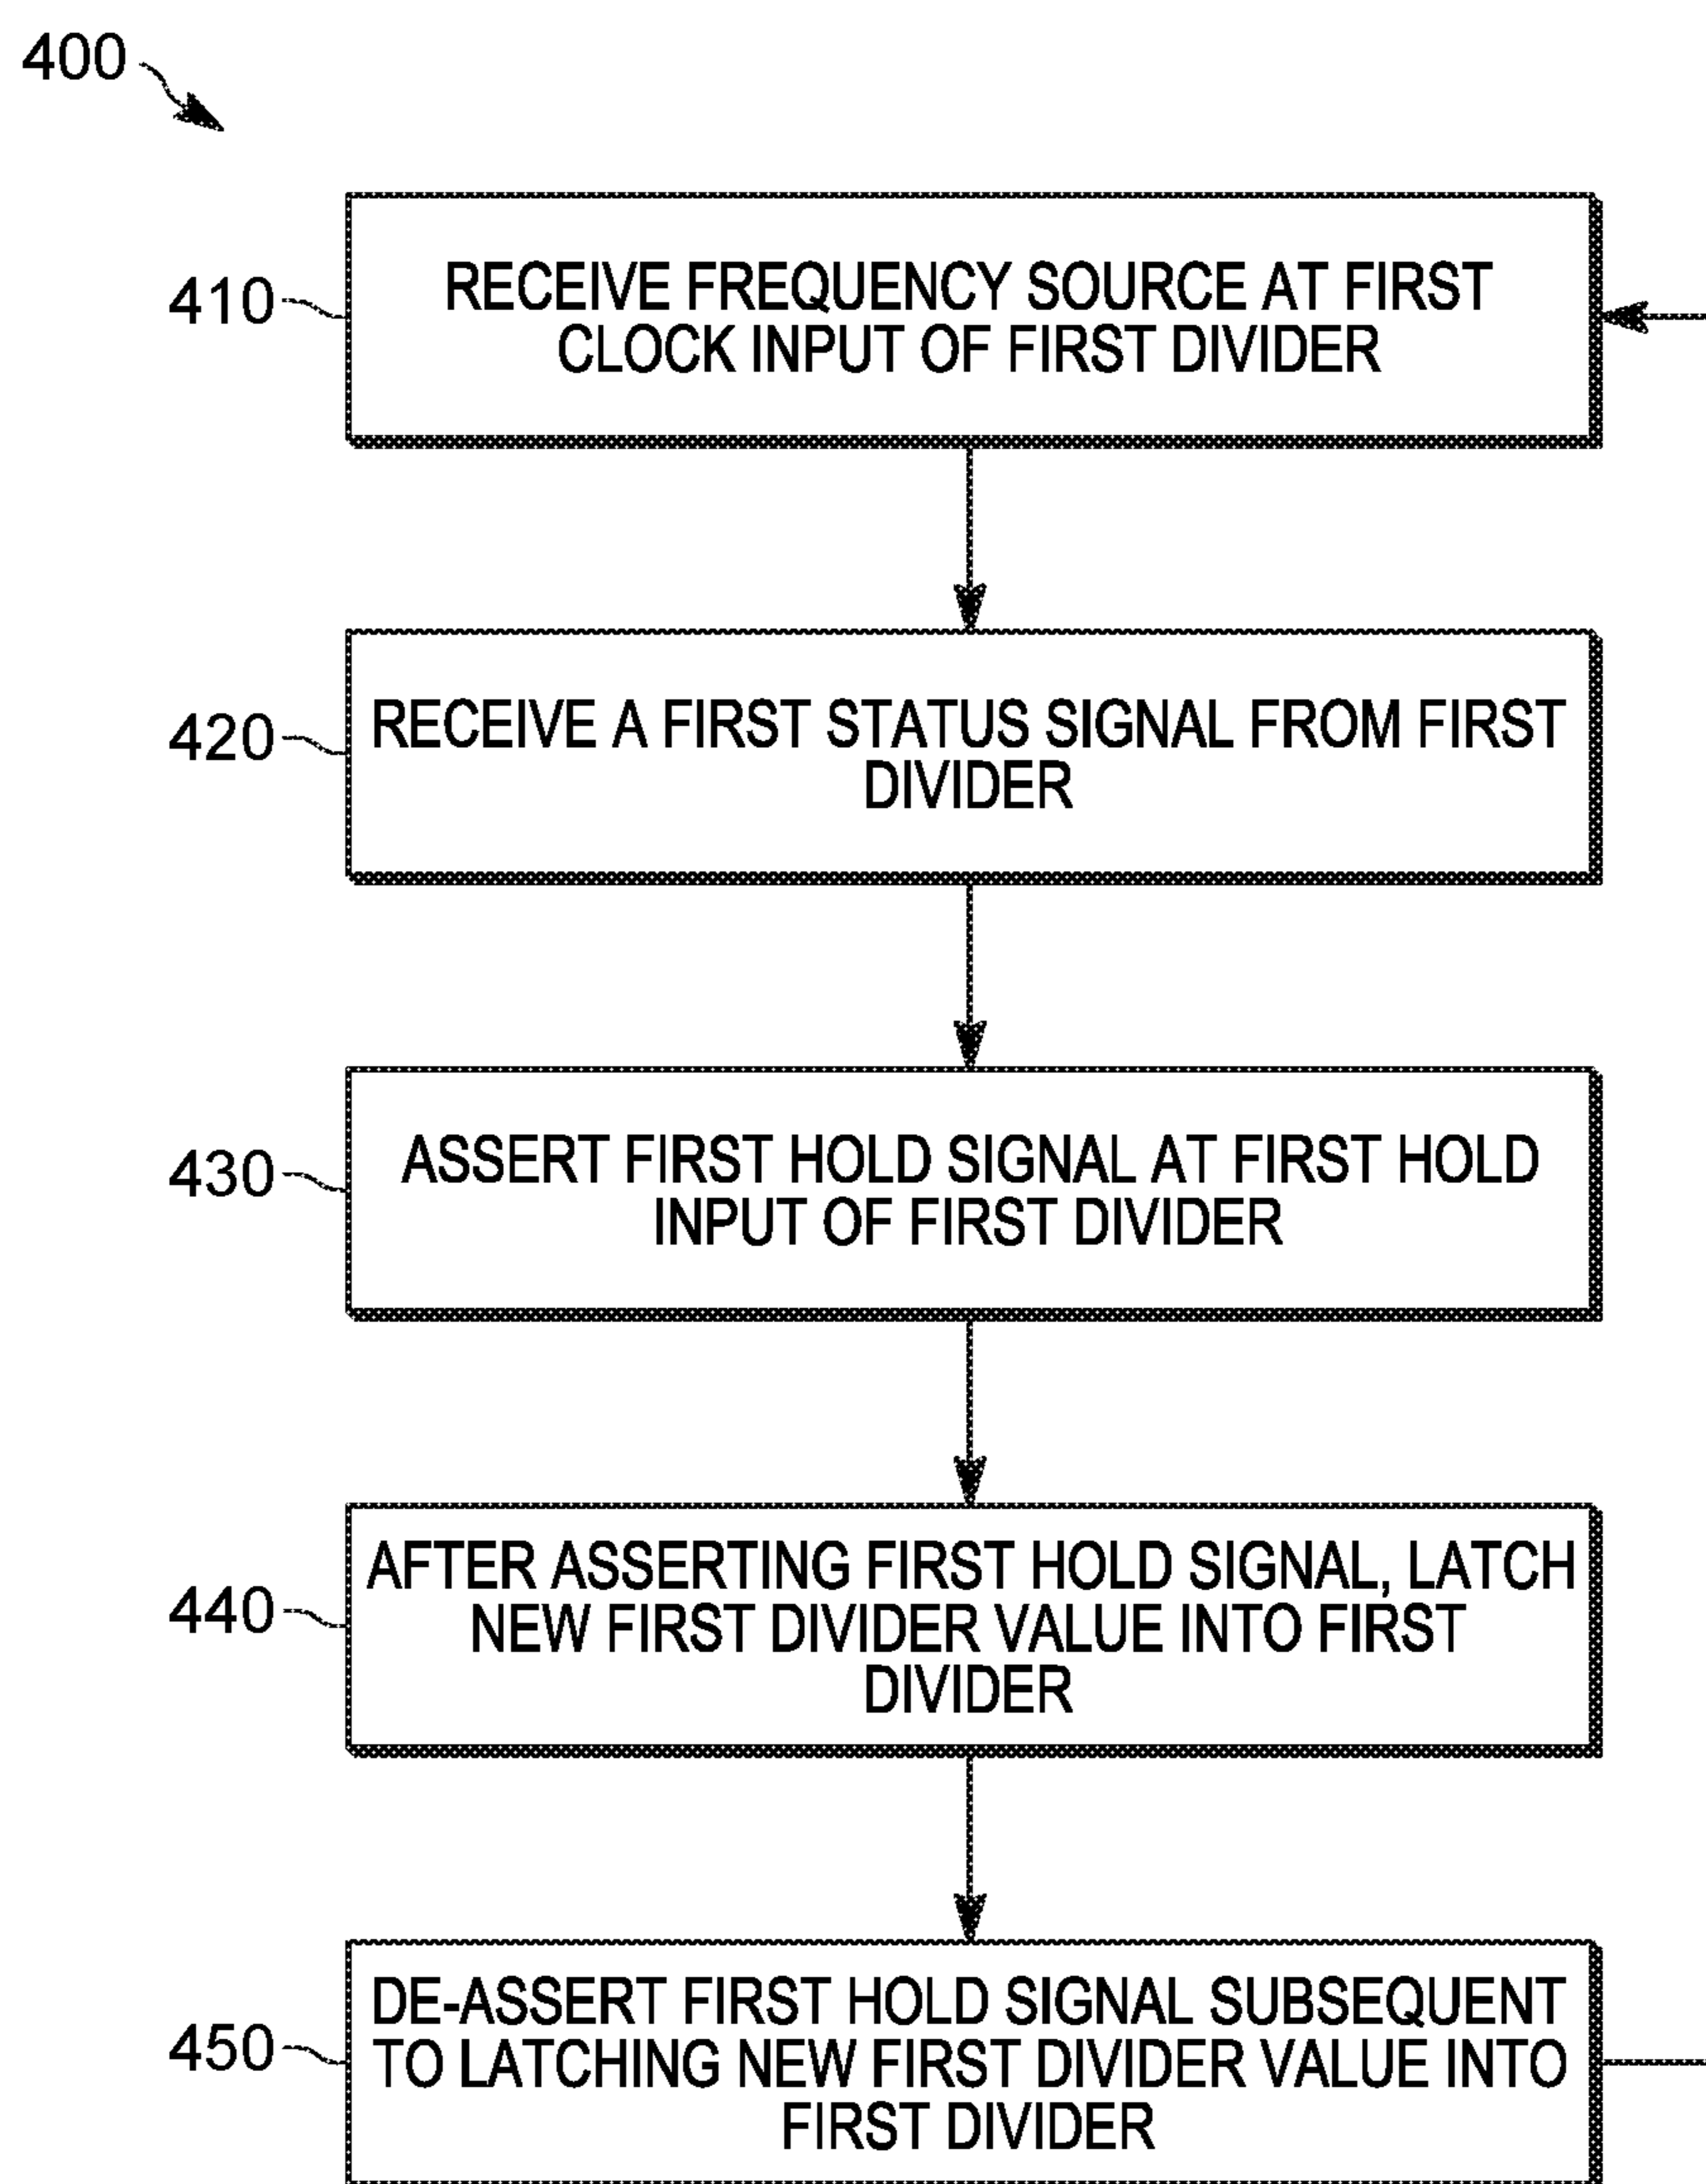 400
410
RECEIVE FREQUENCY SOURCE AT FIRST
CLOCK INPUT OF FIRST DIVIDER
420
RECEIVE A FIRST STATUS SIGNAL FROM FIRST
DIVIDER
430
ASSERT FIRST HOLD SIGNAL AT FIRST HOLD
INPUT OF FIRST DIVIDER
440
AFTER ASSERTING FIRST HOLD SIGNAL, LATCH
NEW FIRST DIVIDER VALUE INTO FIRST
DIVIDER
450
DE-ASSERT FIRST HOLD SIGNAL SUBSEQUENT
TO LATCHING NEW FIRST DIVIDER VALUE INTO
FIRST DIVIDER